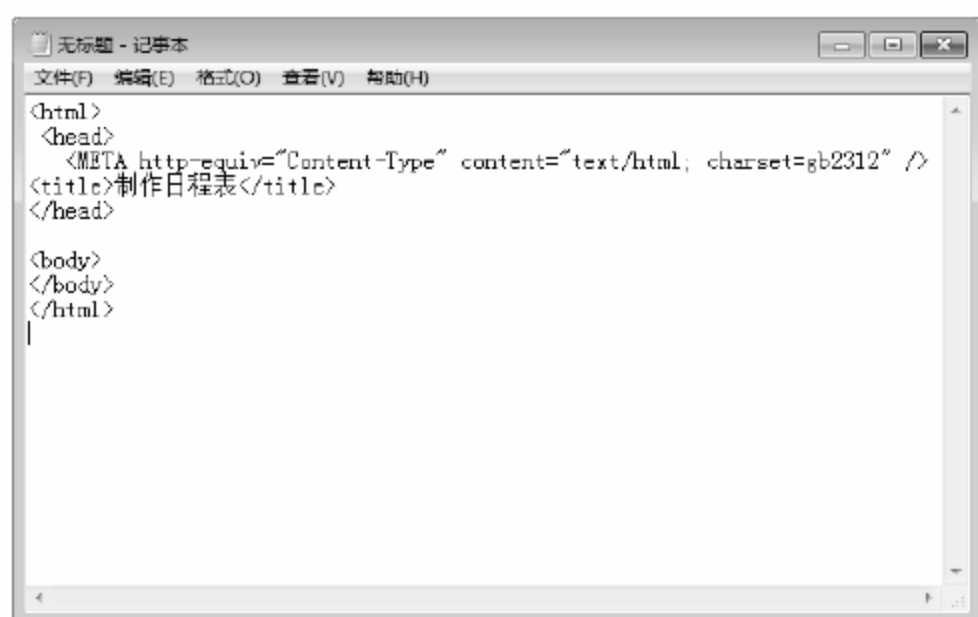 无标题 - 记事本
文件(F) 编辑(E) 格式(O) 查看(V) 帮助(H)
<html>
<head>
<META http-equiv="Content-Type" content="text/html; charset=gb2312" />
<title>制作日程表</title>
</head>
<body>
</body>
</html>